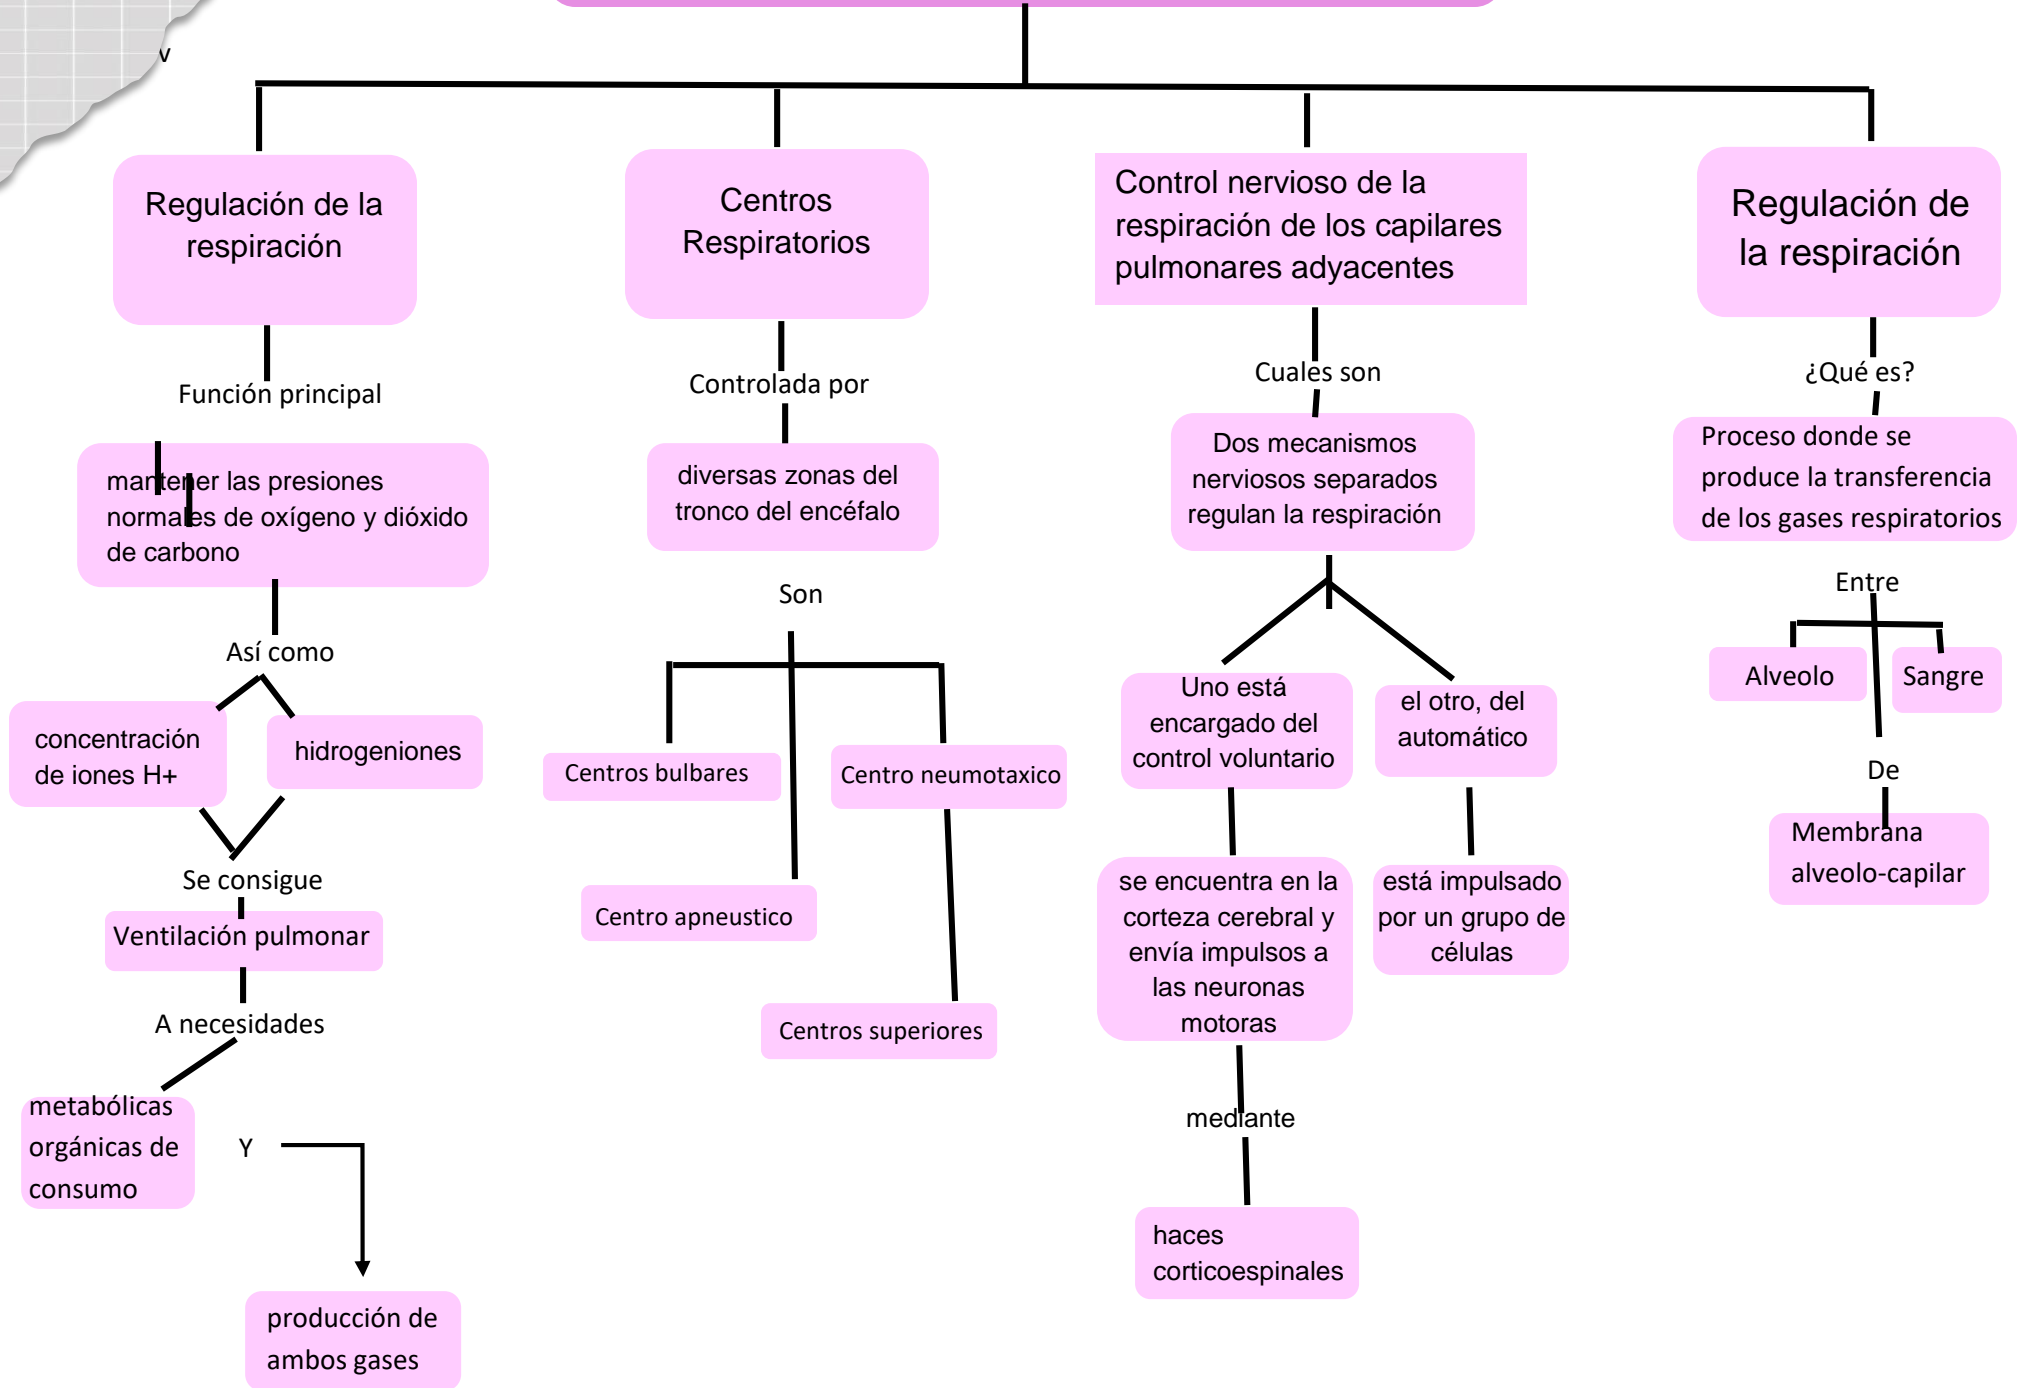 v
Regulación de la
respiración
Función principal
mantener las presiones
normales de oxígeno y dióxido
de carbono
Así como
concentración
de iones H+
hidrogeniones
Se consigue
Ventilación pulmonar
A necesidades
metabólicas
orgánicas de
consumo
Y
producción de
ambos gases
Centros
Respiratorios
Controlada por
diversas zonas del
tronco del encéfalo
Son
Centros bulbares
Centro neumotaxico
Centro apneustico
Centros superiores
Control nervioso de la
respiración de los capilares
pulmonares adyacentes
Cuales son
Dos mecanismos
nerviosos separados
regulan la respiración
Uno está
encargado del
control voluntario
el otro, del
automático
se encuentra en la
corteza cerebral y
envía impulsos a
las neuronas
motoras
está impulsado
por un grupo de
células
mediante
haces
corticoespinales
Regulación de
la respiración
¿Qué es?
Proceso donde se
produce la transferencia
de los gases respiratorios
Entre
Alveolo
Sangre
De
Membrana
alveolo-capilar